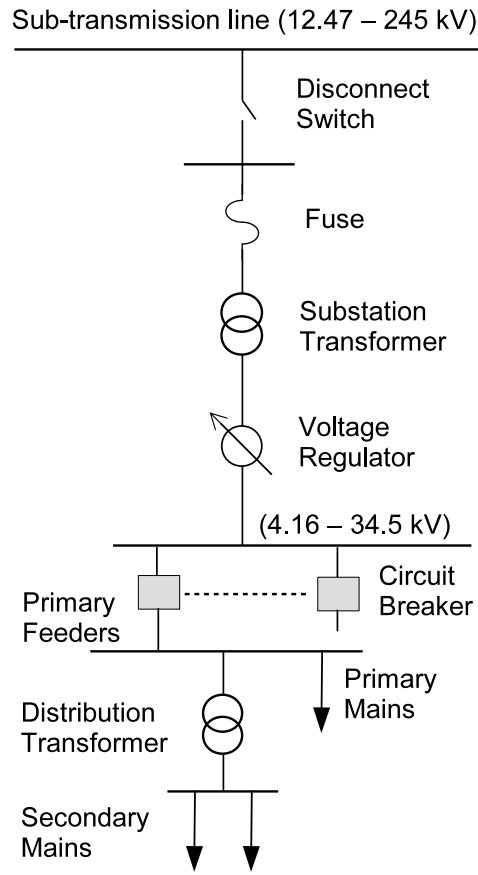 Sub-transmission line (12.47 – 245 kV)
Disconnect
Switch
Fuse
Substation
Transformer
Voltage
Regulator
(4.16 – 34.5 kV)
Circuit
Breaker
Primary
Feeders
Primary
Mains
Distribution
Transformer
Secondary
Mains